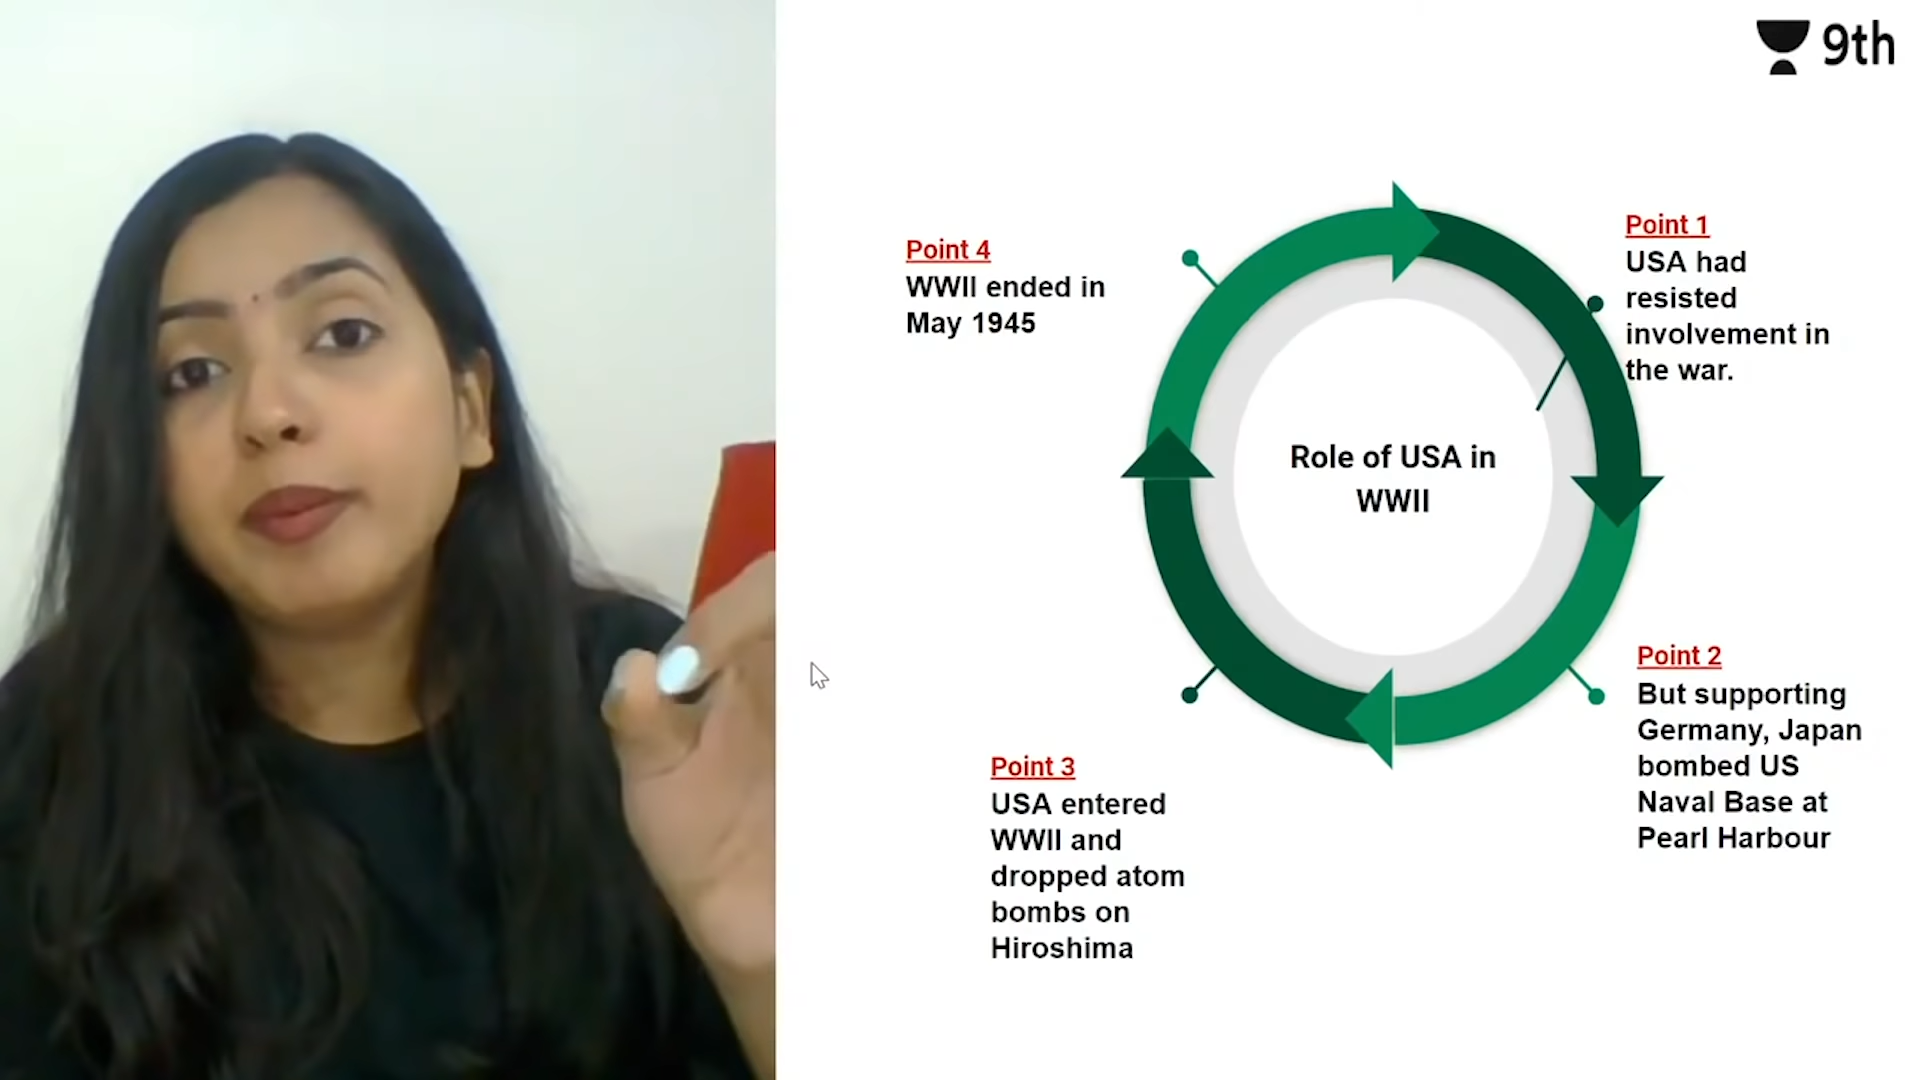 9th
Point 1
USA had
resisted
involvement in
the war.
Point 2
But supporting
Germany, Japan
bombed US
Naval Base at
Pearl Harbour
Point 3
USA entered
WWII and
dropped atom
bombs on
Hiroshima
Point 4
WWII ended in
May 1945
Role of USA in
WWII